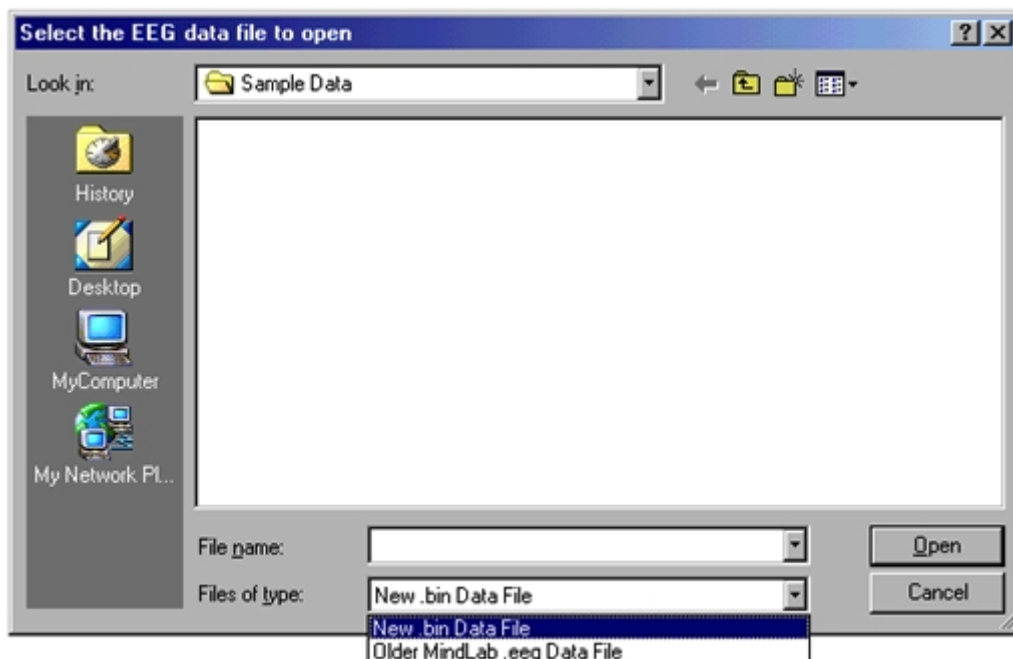 Select the EEG data file to open
Look in:
Sample Data
History
Desktop
MyComputer
My Network Pl...
File name:
Open
Files of type:
New .bin Data File
Cancel
New .bin Data File
Older MindLab .eeg Data File